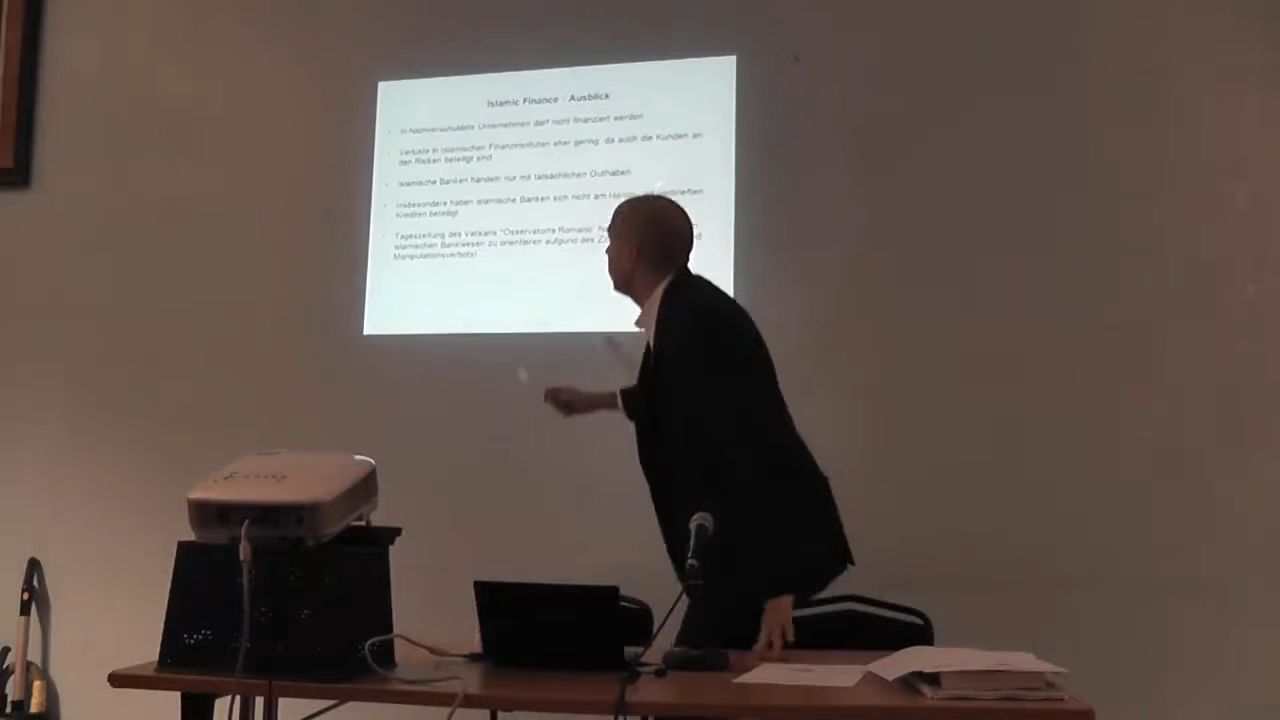 Islamic Finance / Ausblick
In hochverschuldete Unternehmen darf nicht finanziert werden
Verluste in Islamischen Finanzinstituten eher gering, da auch die Kunden an
den Risiken beteiligt sind
Islamische Banken handeln nur mit tatsächlichen Guthaben
Insbesondere haben islamische Banken sich nicht am
Krediten beteiligt
Tageszeitung des Vatikans "Osservatorre Romano"
islamischen Bankwesen zu orientieren aufgund des
Manipulationsverbots!